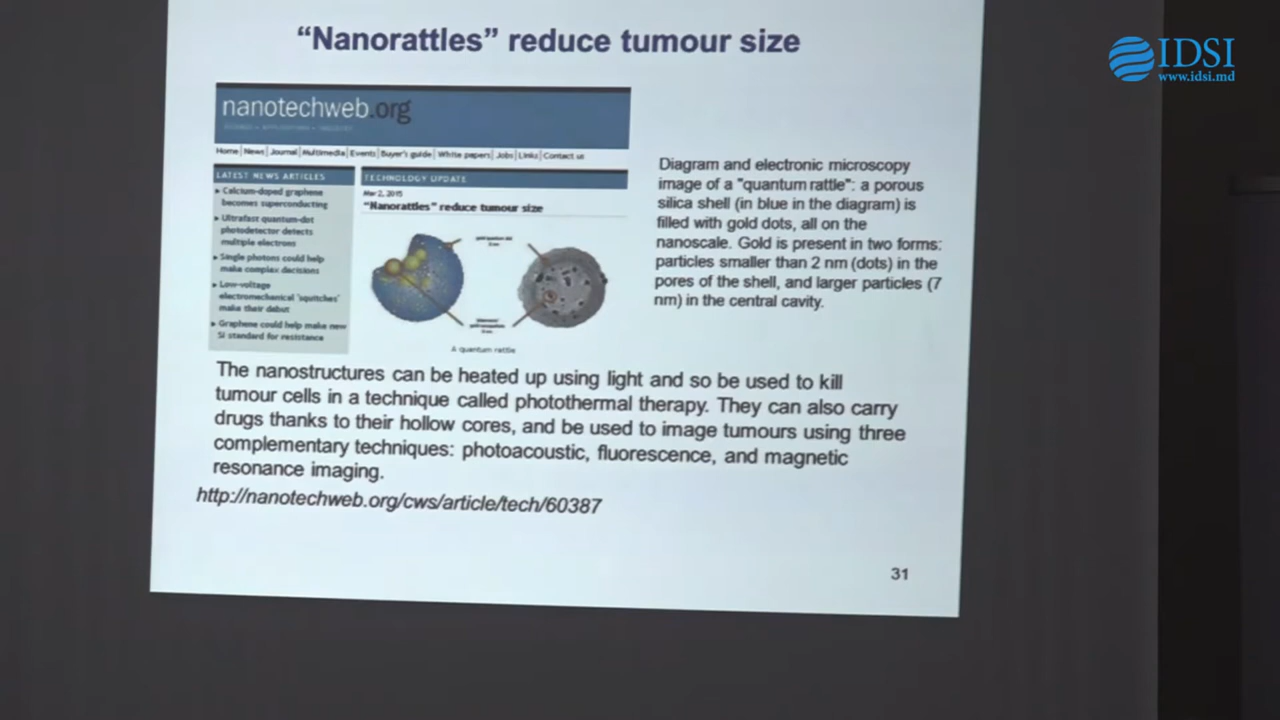 “Nanorattles” reduce tumour size
IDSI
www.idsi.md
nanotechweb.org
Home | News | Journal | Multimedia | Events | Buyer's guide | White papers | Jobs | Links | Contact us
LATEST NEWS ARTICLES
Calcium-doped graphene
becomes superconducting
Ultrafast quantum-dot
photodetector detects
multiple electrons
Single photons could help
make complex decisions
Low-voltage
electromechanical 'squitches'
make their debut
Graphene could help make new
SI standard for resistance
TECHNOLOGY UPDATE
Mar 2, 2015
“Nanorattles” reduce tumour size
A quantum rattle
Diagram and electronic microscopy
image of a "quantum rattle": a porous
silica shell (in blue in the diagram) is
filled with gold dots, all on the
nanoscale. Gold is present in two forms:
particles smaller than 2 nm (dots) in the
pores of the shell, and larger particles (7
nm) in the central cavity.
The nanostructures can be heated up using light and so be used to kill
tumour cells in a technique called photothermal therapy. They can also carry
drugs thanks to their hollow cores, and be used to image tumours using three
complementary techniques: photoacoustic, fluorescence, and magnetic
resonance imaging.
http://nanotechweb.org/cws/article/tech/60387
31